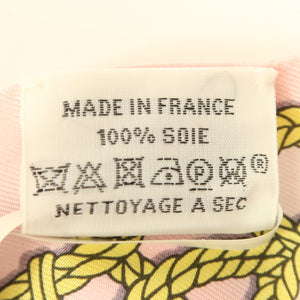 MADE IN FRANCE
100% SOIE
P ®
NETTOYAGE A SEC